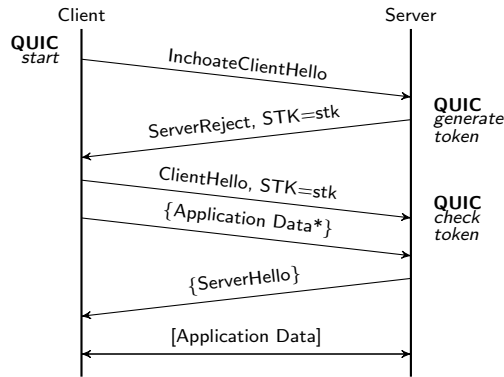 Client
Server
QUIC
start
InchoateClientHello
QUIC
generate
token
ServerReject, STK=stk
ClientHello, STK=stk
QUIC
check
token
{Application Data*}
{ServerHello}
[Application Data]